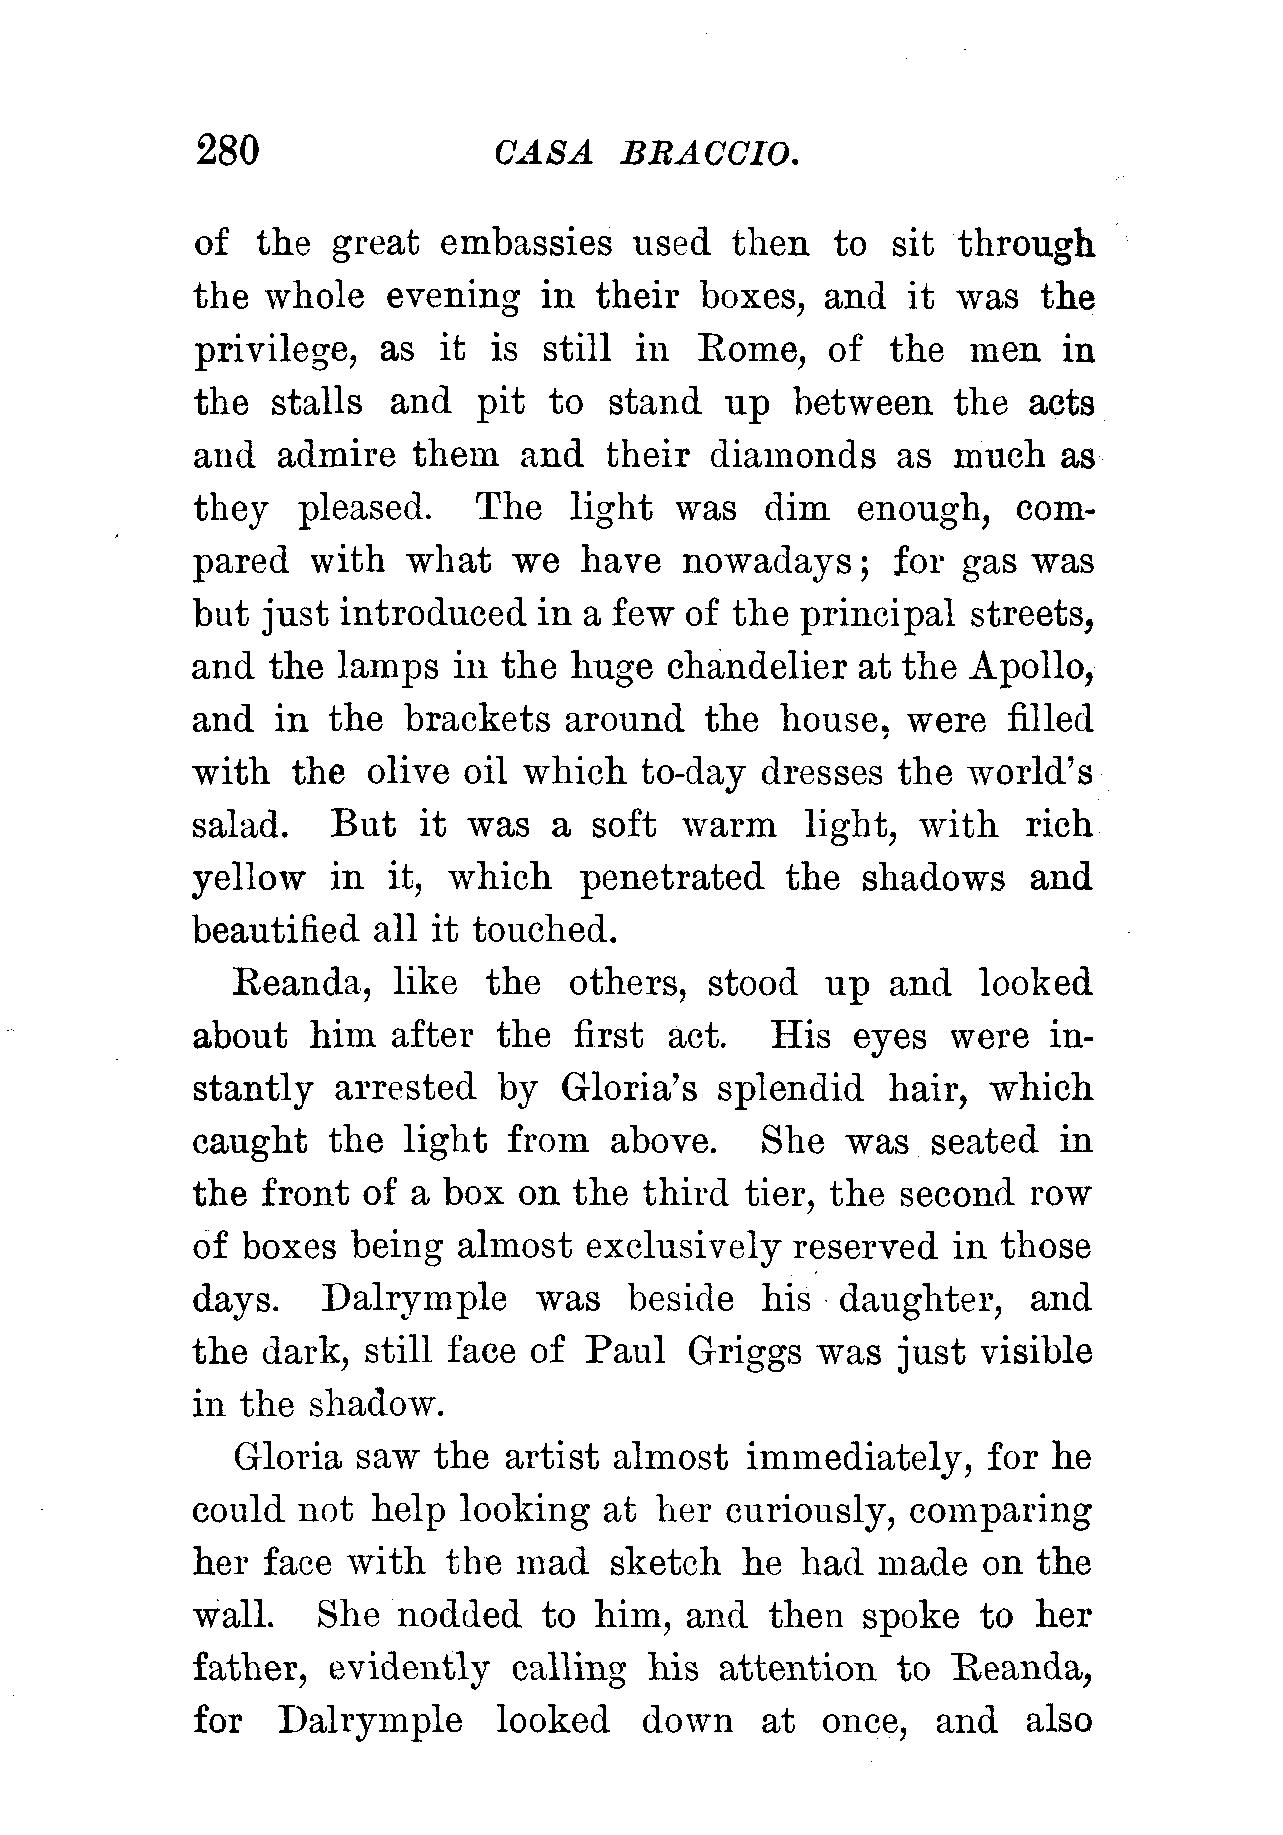 280 CASA BRACCIO.
of the great embassies used then to sit through
the whole evening in their boxes, and it was the
privilege, as it is still in Rome, of the men in
the stalls and pit to stand up between the acts
and admire them and their diamonds as much as
they pleased. The light was dim enough, com-
pared with what we have nowadays; for gas was
but just introduced in a few of the principal streets,
and the lamps in the huge chandelier at the Apollo,
and in the brackets around the house, were filled
with the olive oil which to-day dresses the world's
salad. But it was a soft warm light, with rich
yellow in it, which penetrated the shadows and
beautified all it touched.
Reanda, like the others, stood up and looked
about him after the first act. His eyes were in-
stantly arrested by Gloria's splendid hair, which
caught the light from above. She was seated in
the front of a box on the third tier, the second row
of boxes being almost exclusively reserved in those
days. Dalrymple was beside his daughter, and
the dark, still face of Paul Griggs was just visible
in the shadow.
Gloria saw the artist almost immediately, for he
could not help looking at her curiously, comparing
her face with the mad sketch he had made on the
wall. She nodded to him, and then spoke to her
father, evidently calling his attention to Reanda,
for Dalrymple looked down at once, and also